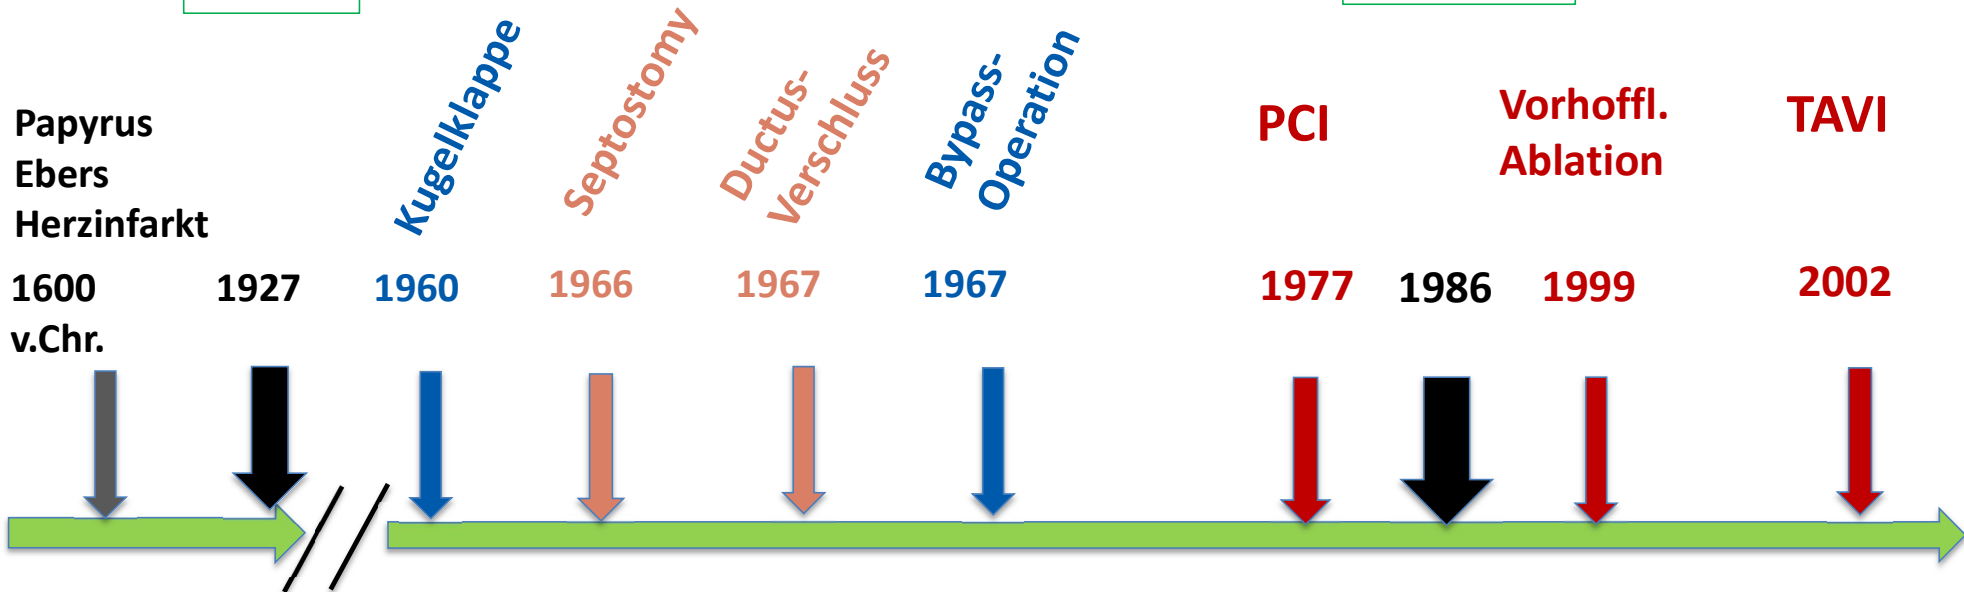 Papyrus
Ebers
Herzinfarkt
1600
v.Chr.
1927
Kugelklappe
1960
Septostomy
1966
Ductus-
Verschluss
1967
Bypass-
Operation
1967
PCI
1977
1986
Vorhoffl.
Ablation
1999
TAVI
2002